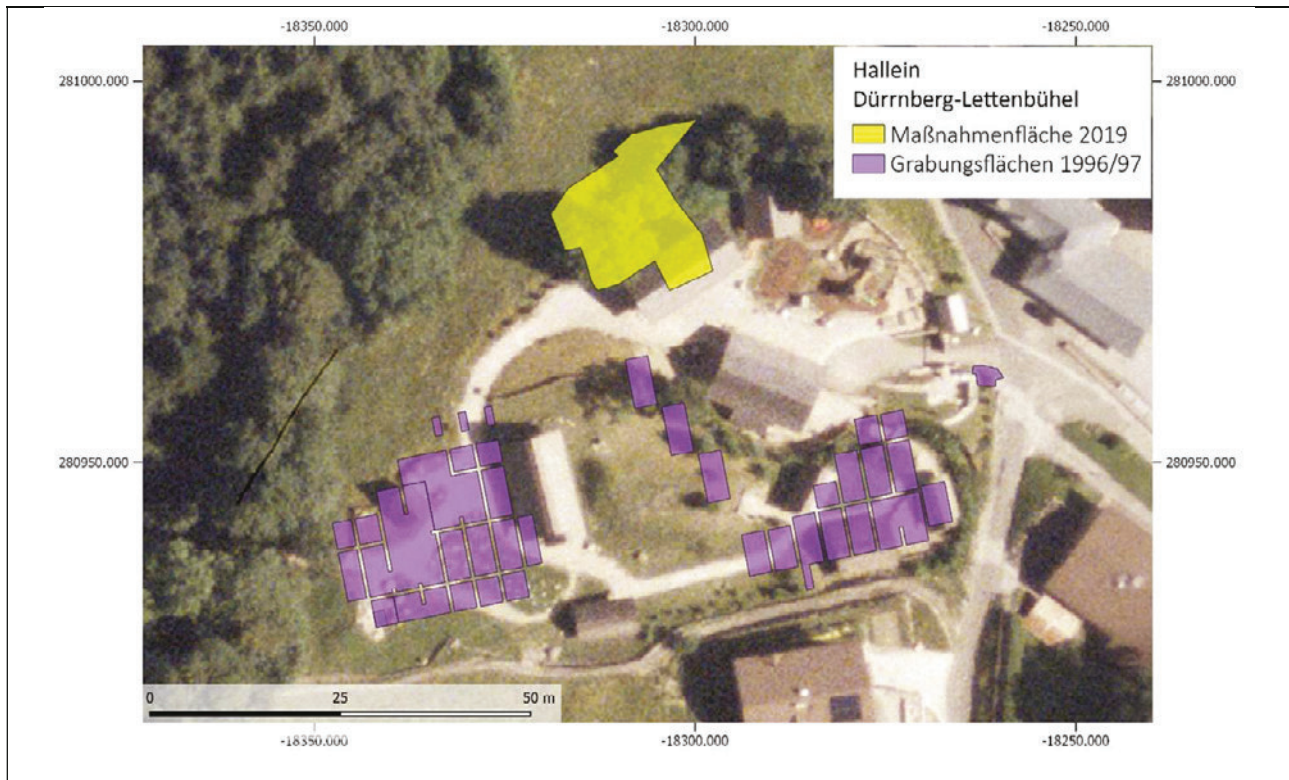 -18350.000 -18300.000 -18250.000
281000.000 281000.000
Hallein
Dürrnberg-Lettenbühel
Maßnahmenfläche 2019
Grabungsflächen 1996/97
280950.000 280950.000
0 25 50 m
-18350.000 -18300.000 -18250.000